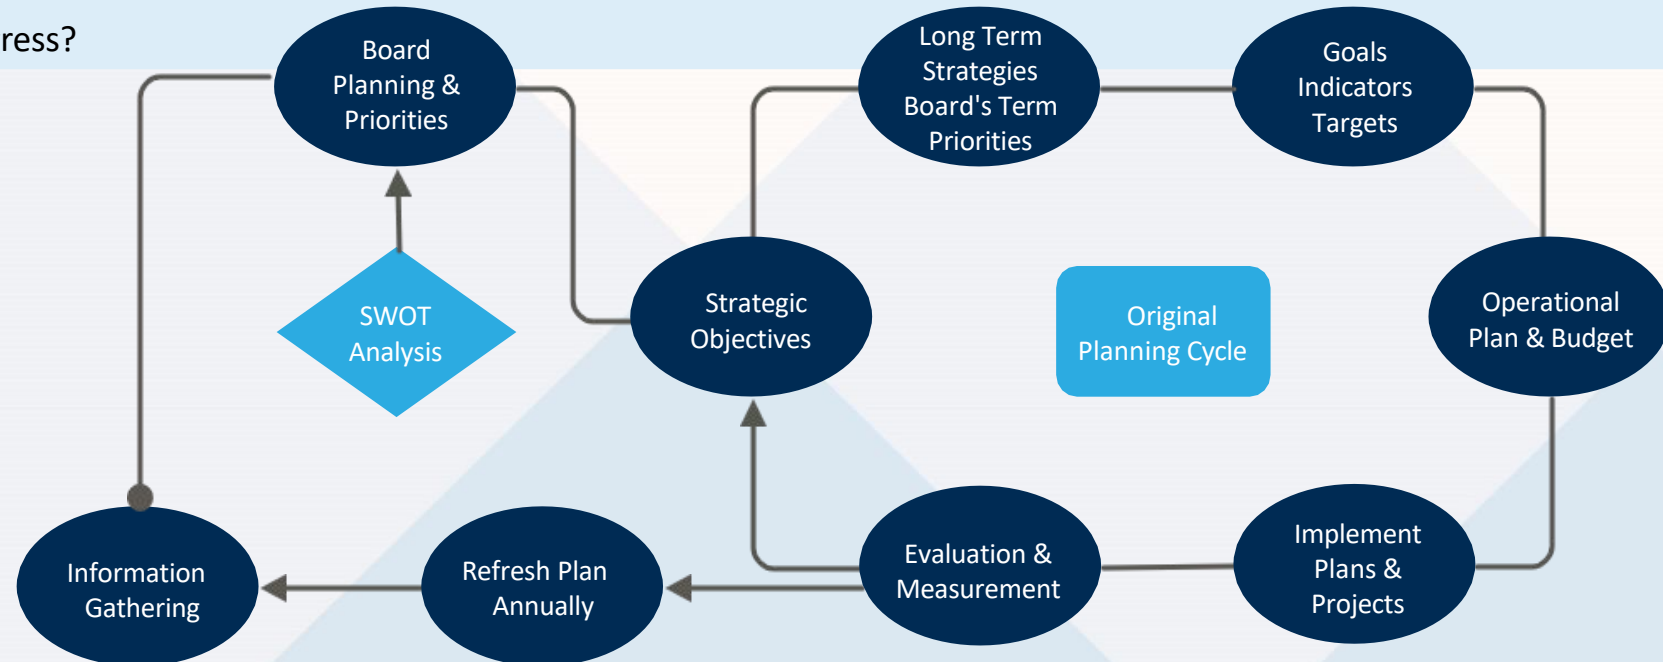 ress?
Board
Planning &
Priorities
Long Term
Strategies
Board's Term
Priorities
Goals
Indicators
Targets
SWOT
Analysis
Strategic
Objectives
Original
Planning Cycle
Operational
Plan & Budget
Information
Gathering
Refresh Plan
Annually
Evaluation &
Measurement
Implement
Plans &
Projects